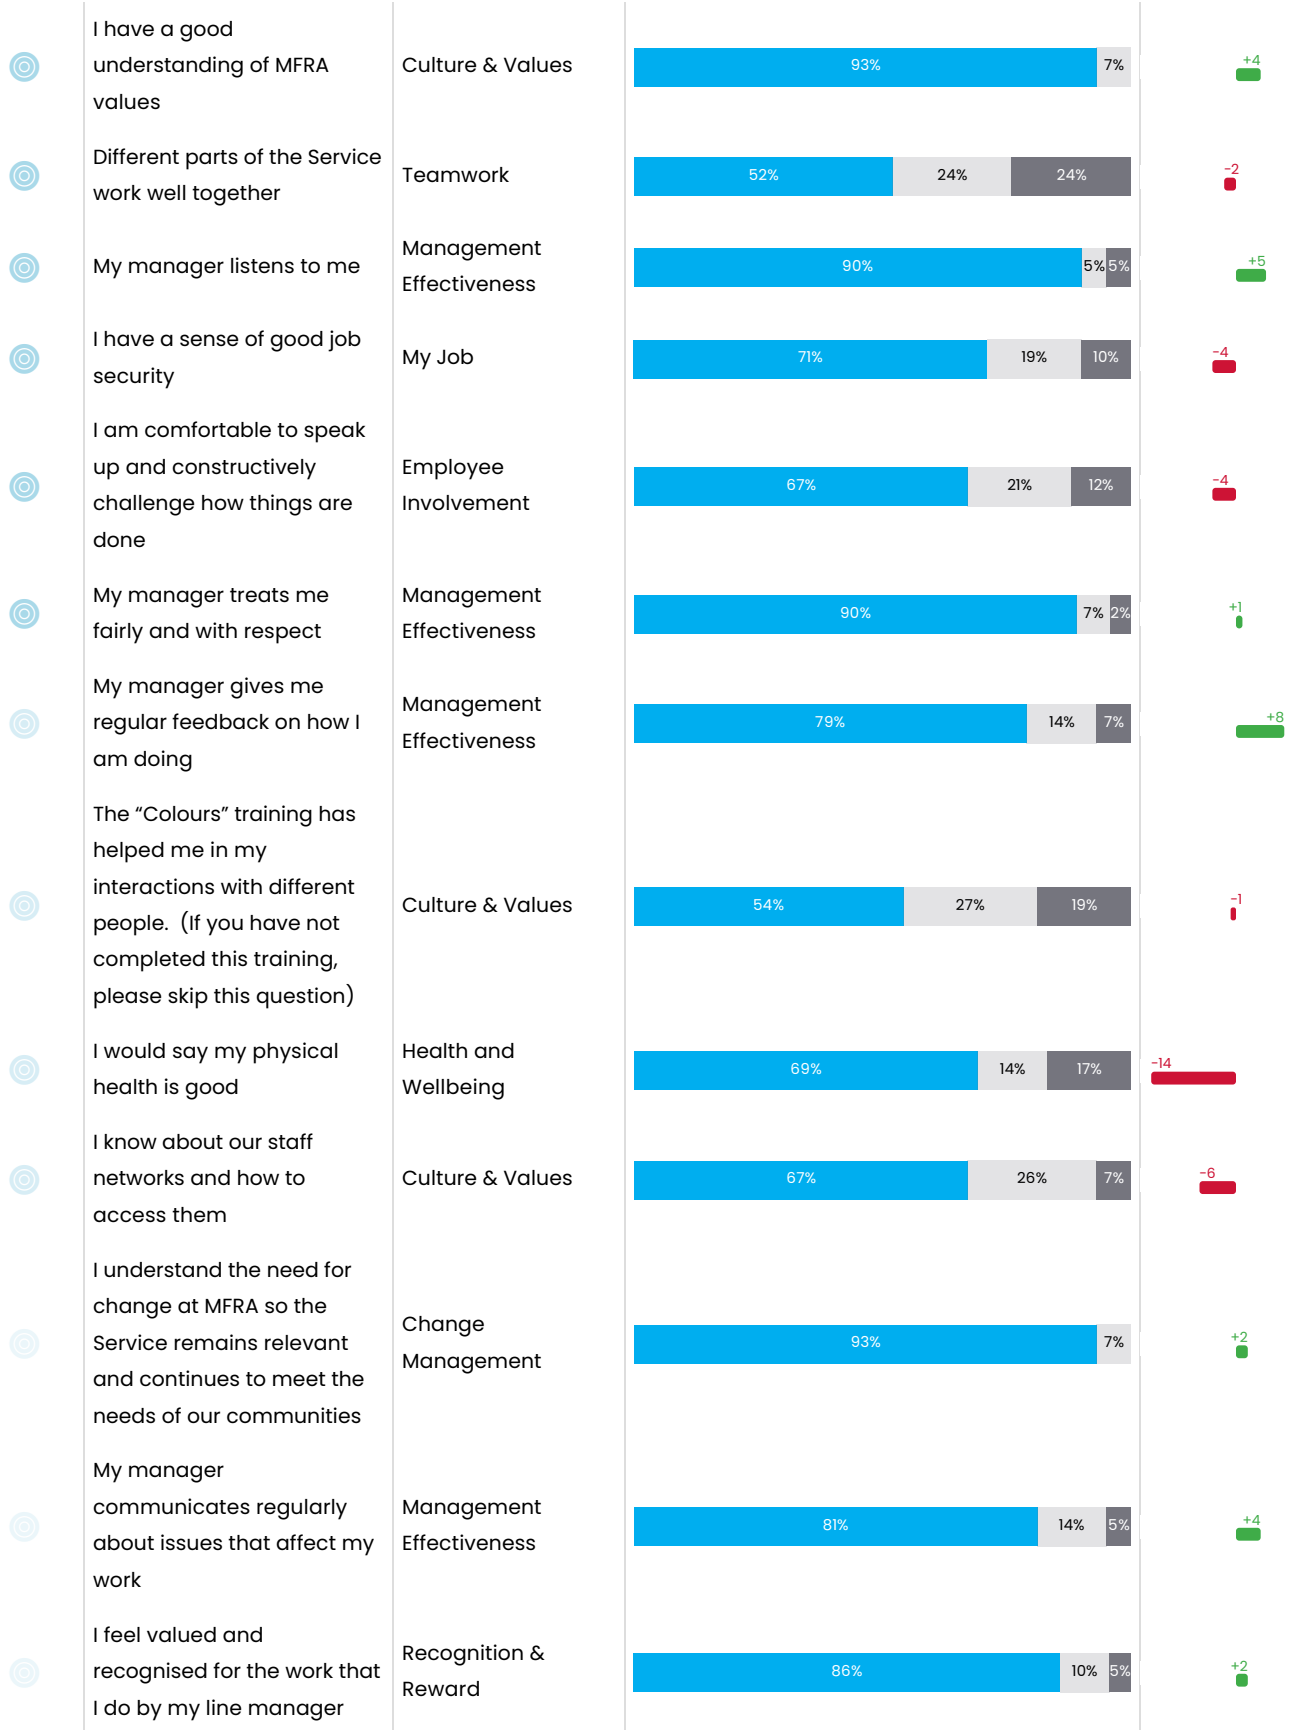 I have a good
understanding of MFRA
values
Culture & Values
93%
7%
+4
Different parts of the Service
work well together
Teamwork
52%
24%
24%
-2
My manager listens to me
Management
Effectiveness
90%
5%
5%
+5
I have a sense of good job
security
My Job
71%
19%
10%
-4
I am comfortable to speak
up and constructively
challenge how things are
done
Employee
Involvement
67%
21%
12%
-4
My manager treats me
fairly and with respect
Management
Effectiveness
90%
7%
2%
+1
My manager gives me
regular feedback on how I
am doing
Management
Effectiveness
79%
14%
7%
+8
The “Colours” training has
helped me in my
interactions with different
people.  (If you have not
completed this training,
please skip this question)
Culture & Values
54%
27%
19%
-1
I would say my physical
health is good
Health and
Wellbeing
69%
14%
17%
-14
I know about our staff
networks and how to
access them
Culture & Values
67%
26%
7%
-6
I understand the need for
change at MFRA so the
Service remains relevant
and continues to meet the
needs of our communities
Change
Management
93%
7%
+2
My manager
communicates regularly
about issues that affect my
work
Management
Effectiveness
81%
14%
5%
+4
I feel valued and
recognised for the work that
I do by my line manager
Recognition &
Reward
86%
10%
5%
+2